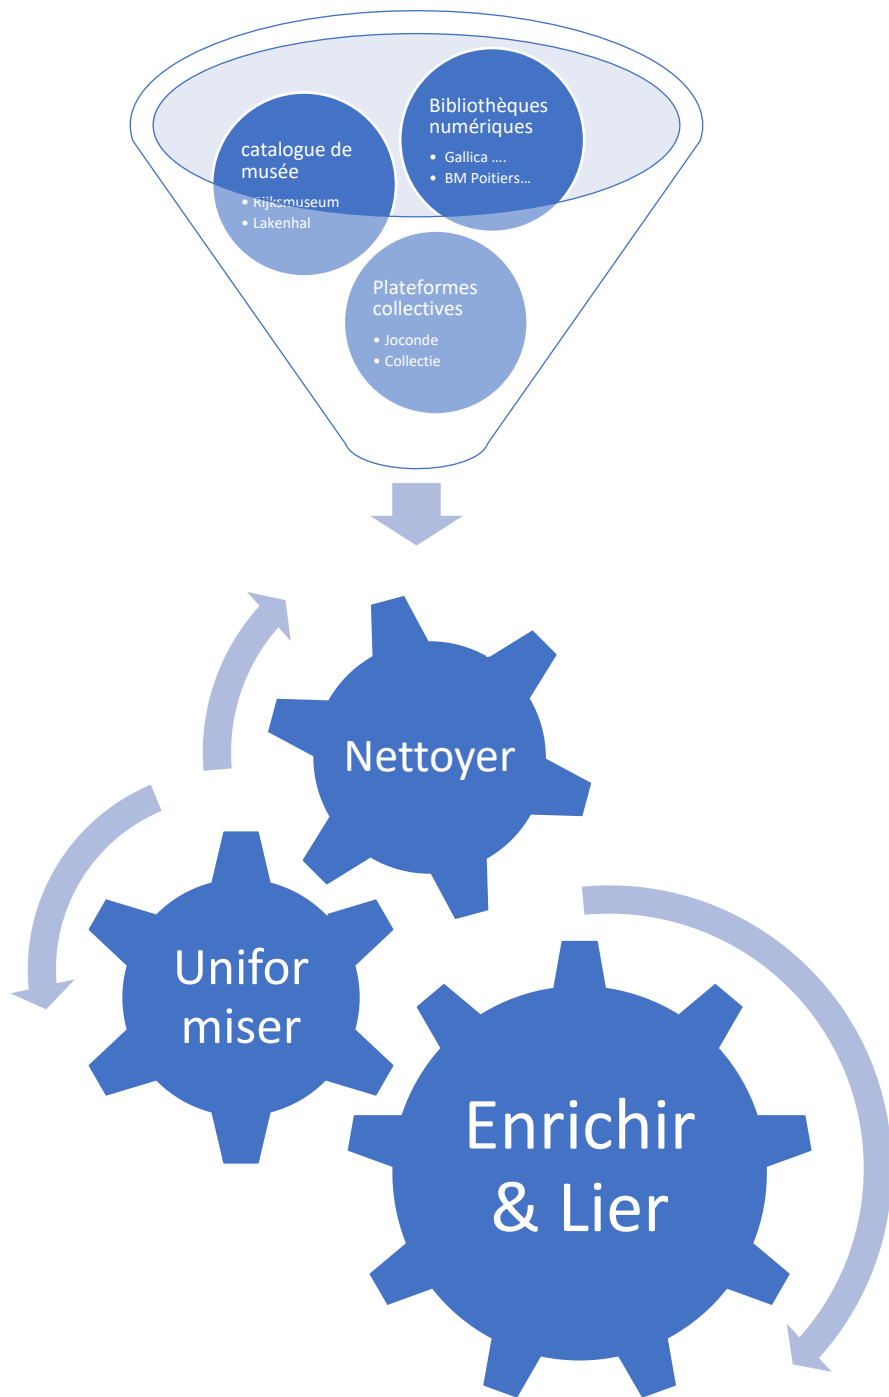 Bibliothèques
numériques
• Gallica ....
• BM Poitiers...
catalogue de
musée
• Rijksmuseum
• Lakenhal
Plateformes
collectives
• Joconde
• Collectie
Nettoyer
Unifor
miser
Enrichir
& Lier